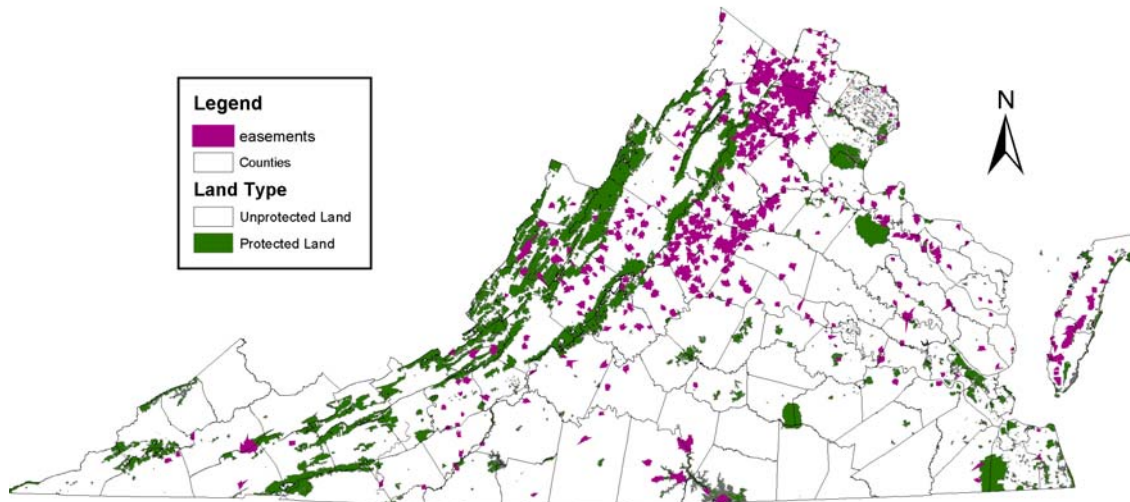 Legend
easements
Counties
Land Type
Unprotected Land
Protected Land
N